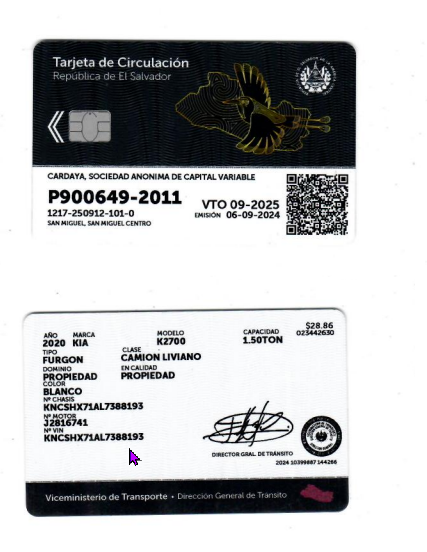 Tarjeta de Circulación
República de El Salvador
CARDAYA, SOCIEDAD ANONIMA DE CAPITAL VARIABLE
P900649-2011
VTO 09-2025
1217-250912-101-0
EMISIÓN 06-09-2024
SAN MIGUEL, SAN MIGUEL CENTRO
$28.86
AÑO MARCA MODELO CAPACIDAD 023442630
2020 KIA K2700 1.50TON
TIPO CLASE
FURGON CAMION LIVIANO
DOMINIO EN CALIDAD
PROPIEDAD PROPIEDAD
COLOR
BLANCO
Nº CHASIS
KNCSHX71AL7388193
Nº MOTOR
J2816741
Nº VIN
KNCSHX71AL7388193
DIRECTOR GRAL. DE TRÁNSITO
2024 10399887 144266
Viceministerio de Transporte • Dirección General de Tránsito